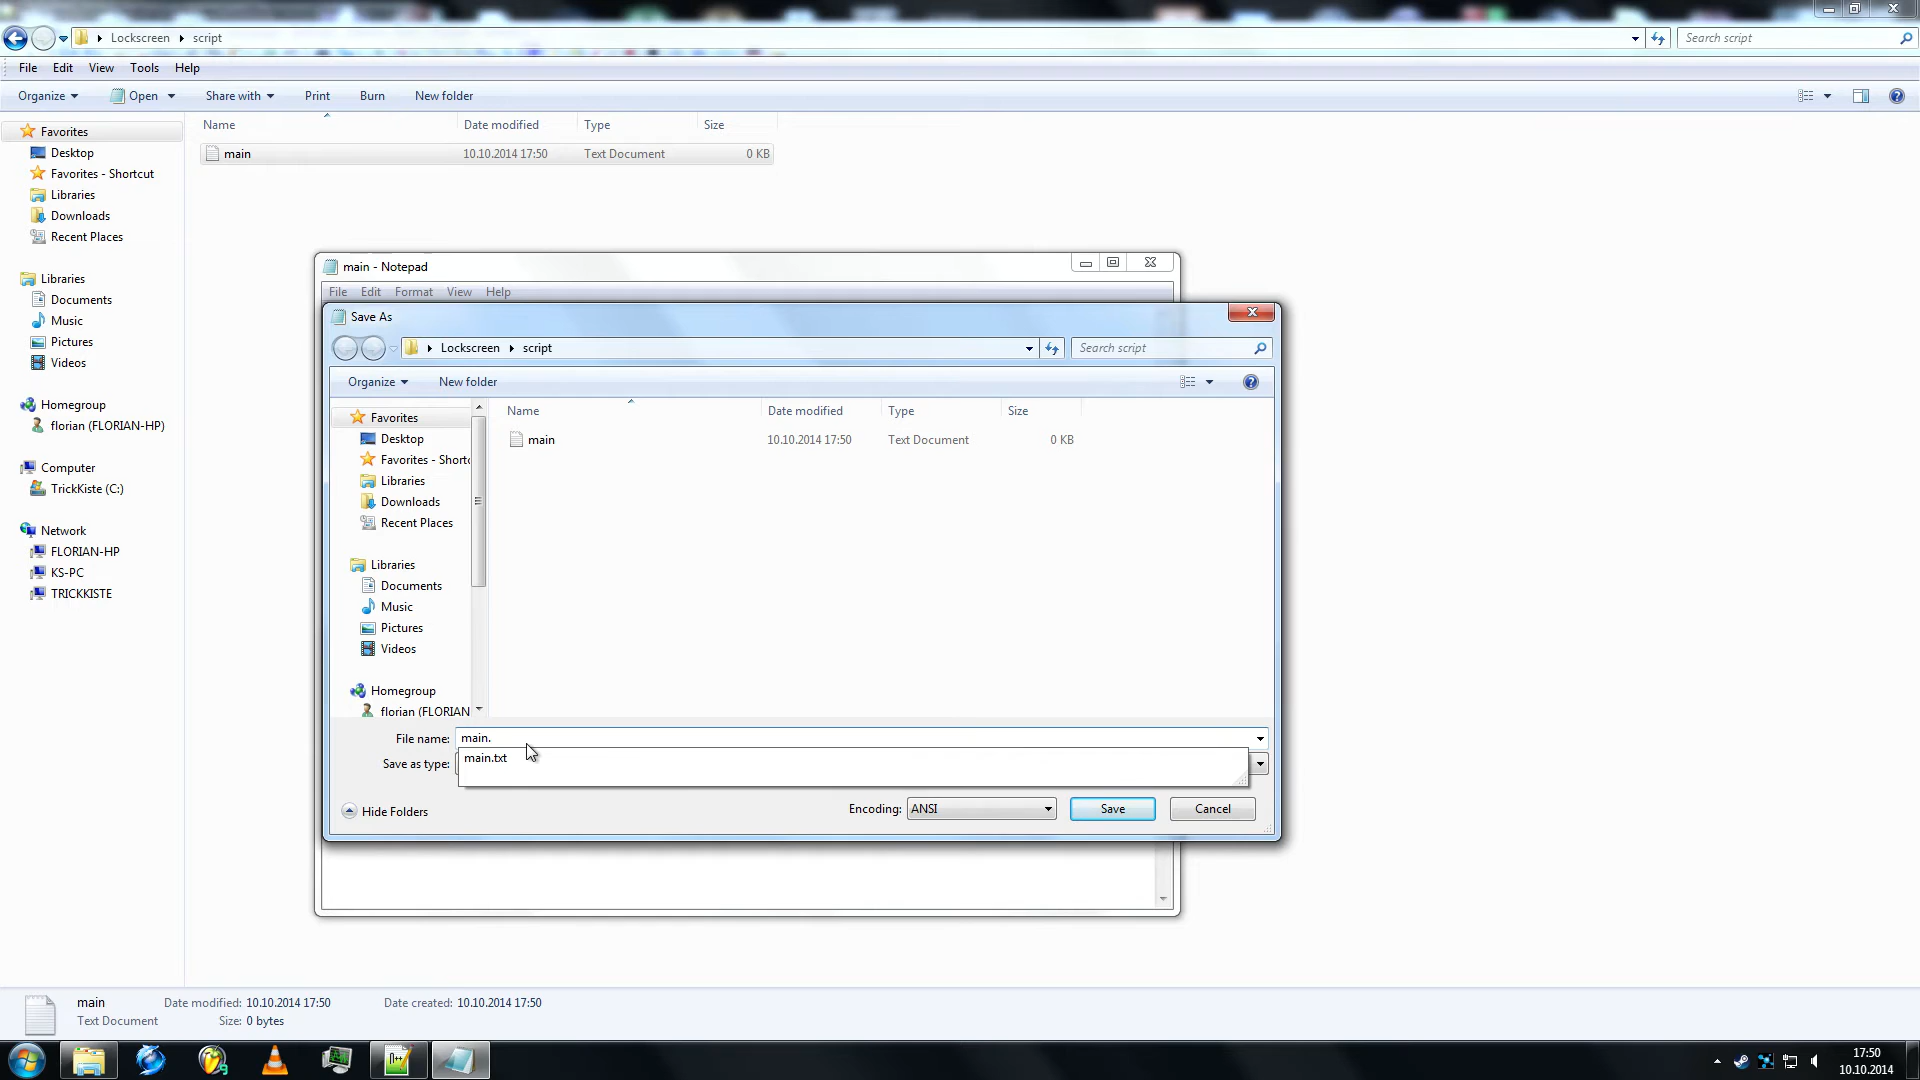 Lockscreen script
Search script
File Edit View Tools Help
Organize Open Share with Print Burn New folder
Name Date modified Type Size
main 10.10.2014 17:50 Text Document 0 KB
Favorites
Desktop
Favorites - Shortcut
Libraries
Downloads
Recent Places
Libraries
Documents
Music
Pictures
Videos
Homegroup
florian (FLORIAN-HP)
Computer
TrickKiste (C:)
Network
FLORIAN-HP
KS-PC
TRICKKISTE
main - Notepad
File Edit Format View Help
Save As
Lockscreen script
Search script
Organize New folder
Favorites
Desktop
Favorites - Shortc
Libraries
Downloads
Recent Places
Libraries
Documents
Music
Pictures
Videos
Homegroup
florian (FLORIAN
Name Date modified Type Size
main 10.10.2014 17:50 Text Document 0 KB
File name: main.
main.txt
Save as type:
Hide Folders
Encoding: ANSI
Save Cancel
main Date modified: 10.10.2014 17:50 Date created: 10.10.2014 17:50
Text Document Size: 0 bytes
17:50
10.10.2014